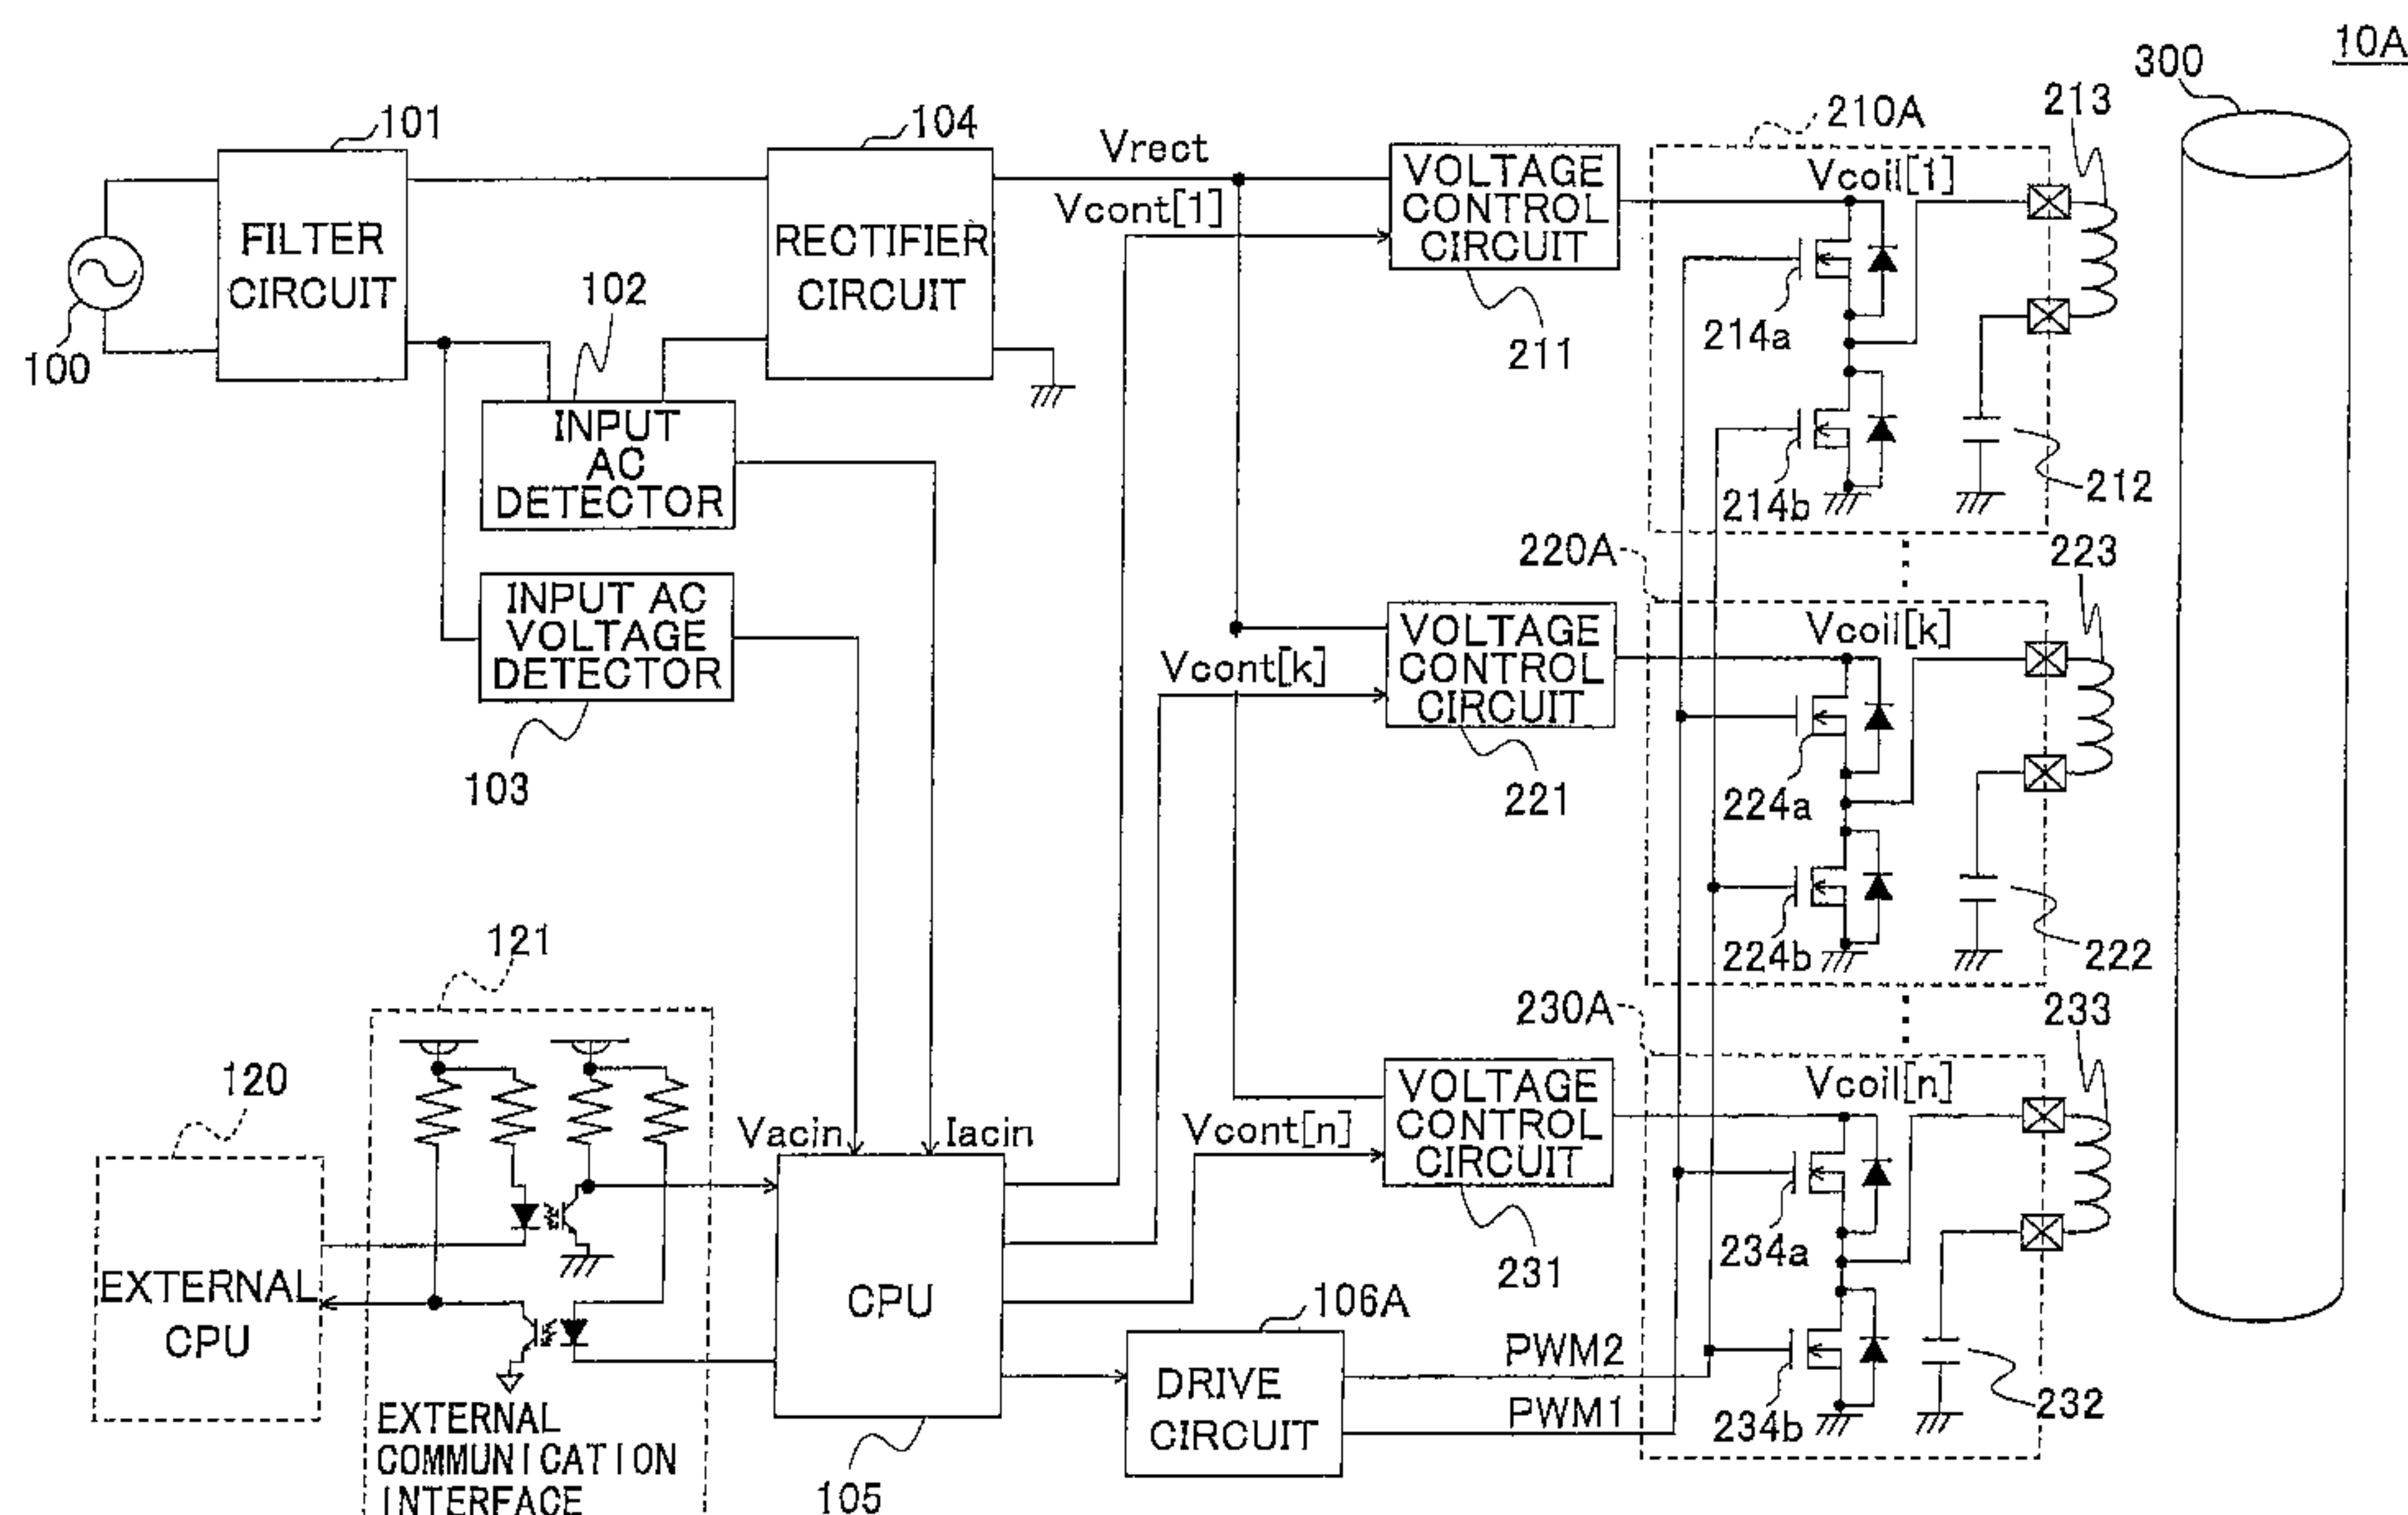 10A
300
213
210A
101
104
Vrect
VOLTAGE
CONTROL
CIRCUIT
Vcoil[1]
Vcont[1]
FILTER
CIRCUIT
RECTIFIER
CIRCUIT
102
100
214a
211
INPUT
AC
DETECTOR
214b
212
220A
223
INPUT AC
VOLTAGE
DETECTOR
VOLTAGE
CONTROL
CIRCUIT
Vcoil[k]
Vcont[k]
103
221
224a
121
224b
222
230A
233
120
VOLTAGE
CONTROL
CIRCUIT
Vcoil[n]
Vacin
Iacin
Vcont[n]
234a
231
EXTERNAL
CPU
CPU
106A
PWM2
DRIVE
CIRCUIT
PWM1
234b
232
EXTERNAL
COMMUNICATION
INTERFACE
105